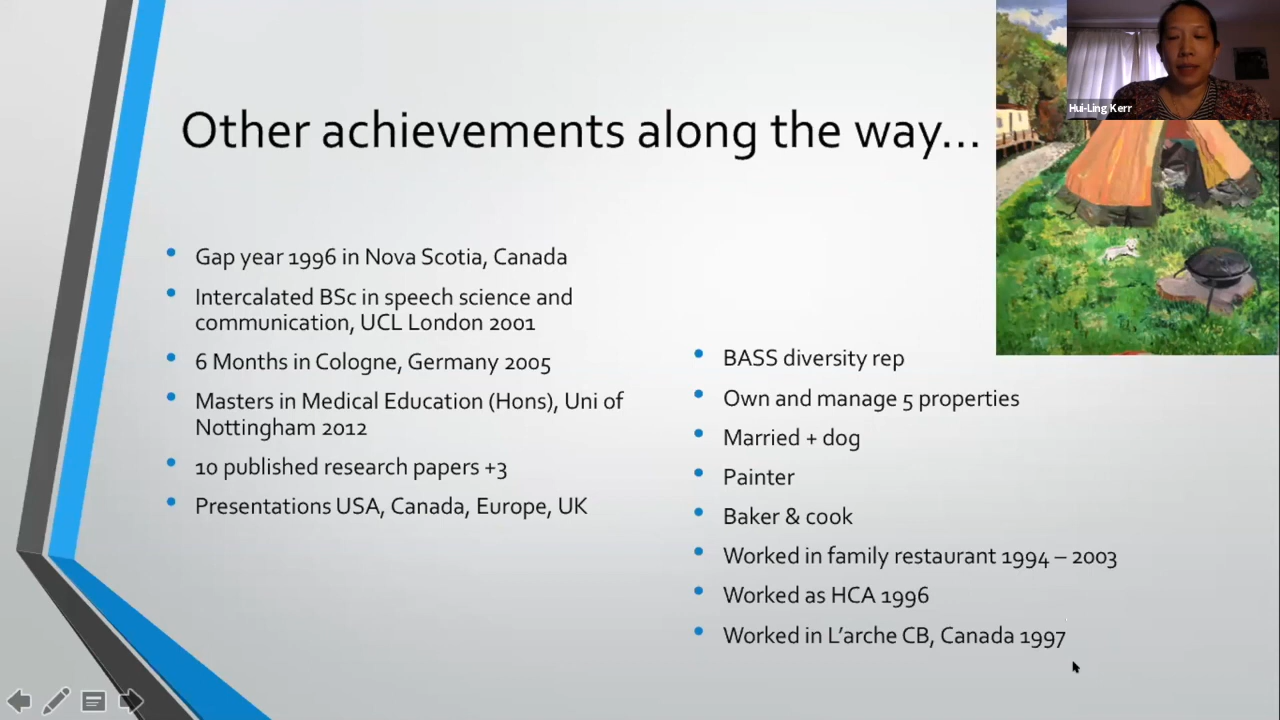 Other achievements along the way...
Hui-Ling Kerr
Gap year 1996 in Nova Scotia, Canada
Intercalated BSc in speech science and
communication, UCL London 2001
6 Months in Cologne, Germany 2005
Masters in Medical Education (Hons), Uni of
Nottingham 2012
10 published research papers +3
Presentations USA, Canada, Europe, UK
BASS diversity rep
Own and manage 5 properties
Married + dog
Painter
Baker & cook
Worked in family restaurant 1994 – 2003
Worked as HCA 1996
Worked in L’arche CB, Canada 1997